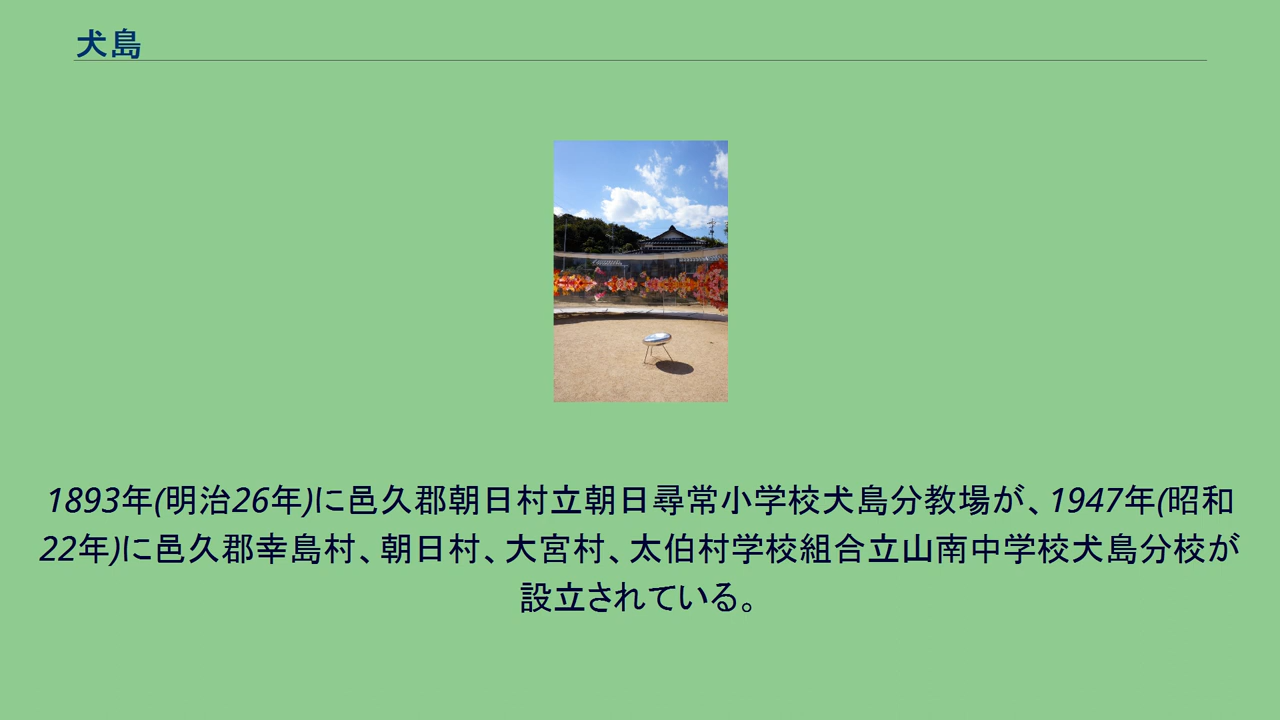 犬島
1893年(明治26年)に邑久郡朝日村立朝日尋常小学校犬島分教場が、1947年(昭和
22年)に邑久郡幸島村、朝日村、大宮村、太伯村学校組合立山南中学校犬島分校が
設立されている。